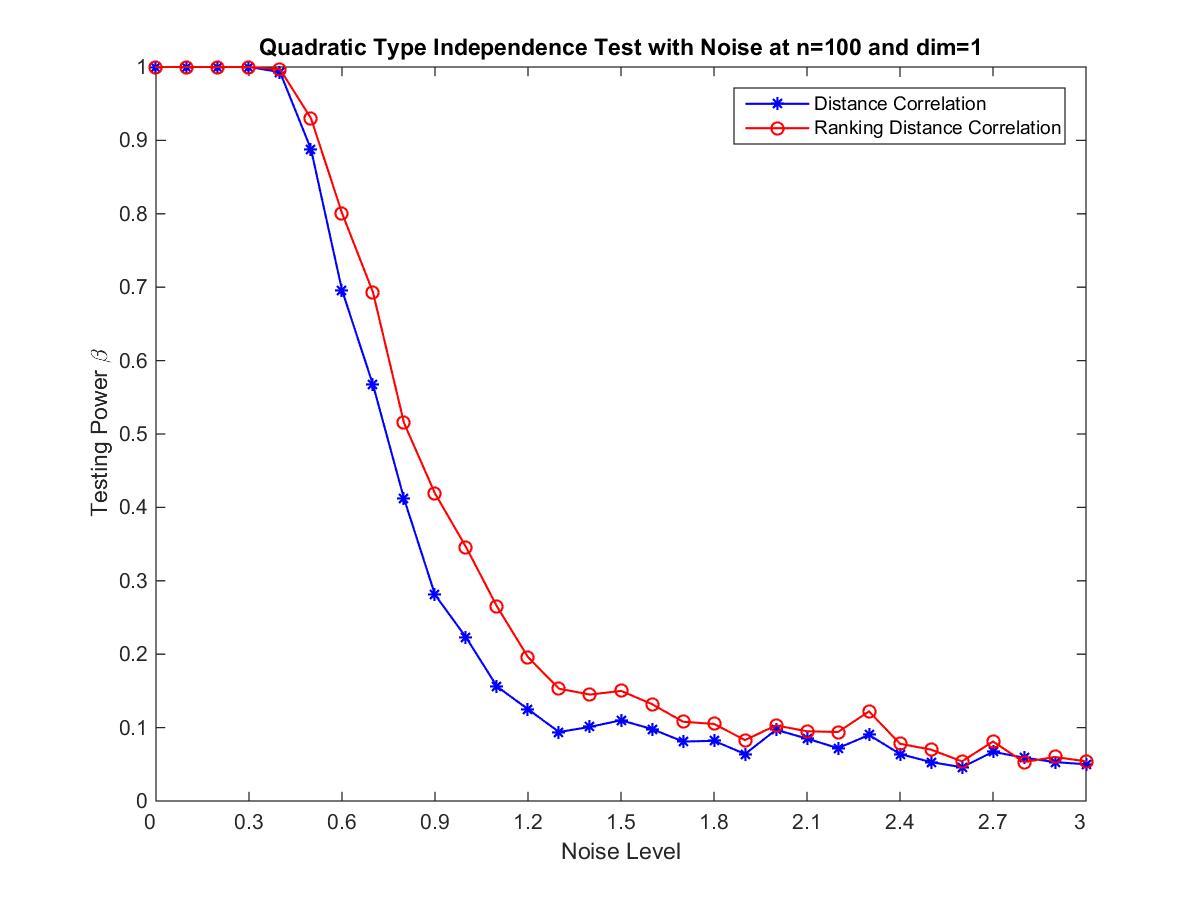 Quadratic Type Independence Test with Noise at n=100 and dim=1
Distance Correlation
Ranking Distance Correlation
Testing Power β
1
0.9
0.8
0.7
0.6
0.5
0.4
0.3
0.2
0.1
0
0 0.3 0.6 0.9 1.2 1.5 1.8 2.1 2.4 2.7 3
Noise Level